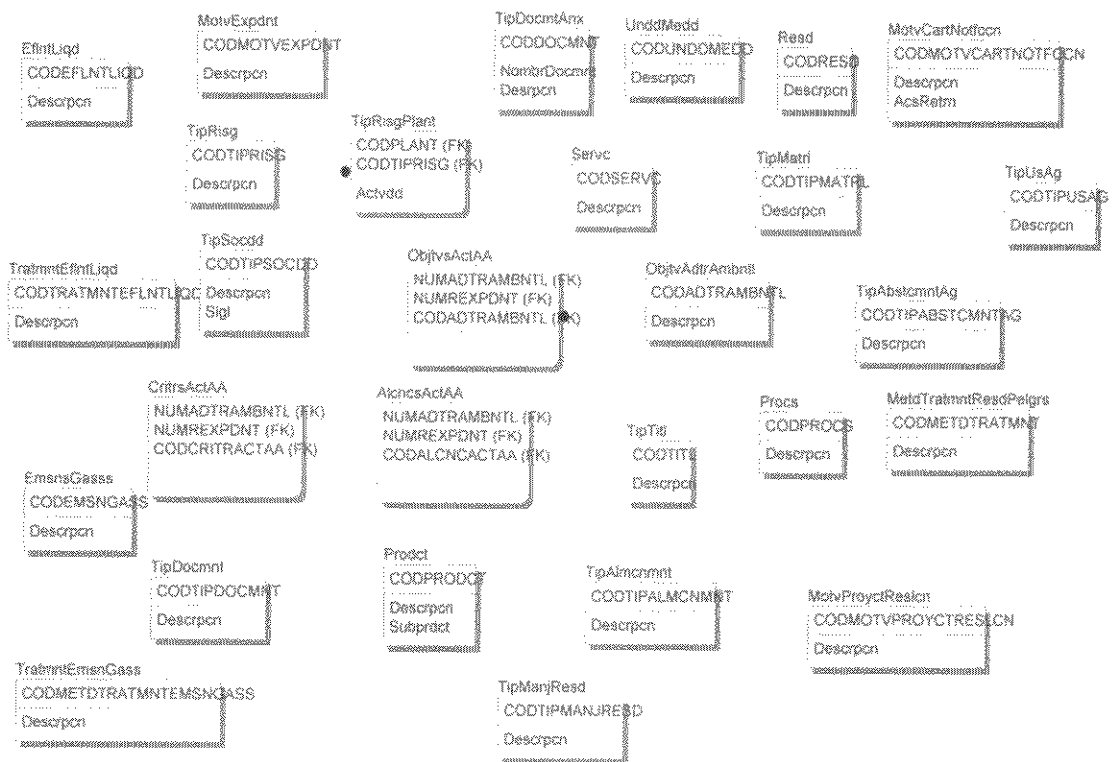 EflntLiqd
CODEFLNTLIQD
Descrpcn
MotvExpdnt
CODMOTVEXPDNT
Descrpcn
TipDocmtAnx
CODDOCMNT
NombrDocmnt
Desrpcn
UnddMedd
CODUNDDMEDD
Descrpcn
Resd
CODRESD
Descrpcn
MotvCartNotfccn
CODMOTVCARTNOTFCCN
Descrpcn
AcsRetrn
TipRisg
CODTIPRISG
Descrpcn
TipRisgPlant
CODPLANT (FK)
CODTIPRISG (FK)
Actvdd
Servc
CODSERVC
Descrpcn
TipMatrl
CODTIPMATRL
Descrpcn
TipUsAg
CODTIPUSAG
Descrpcn
TratmntEflntLiqd
CODTRATMNTEFLNTLIQD
Descrpcn
TipSocdd
CODTIPSOCDD
Descrpcn
Sigl
ObjtvsActAA
NUMADTRAMBNTL (FK)
NUMREXPDNT (FK)
CODADTRAMBNTL (FK)
ObjtvAdtrAmbntl
CODADTRAMBNTL
Descrpcn
TipAbstcmntAg
CODTIPABSTCMNTAG
Descrpcn
CritrsActAA
NUMADTRAMBNTL (FK)
NUMREXPDNT (FK)
CODCRITRACTAA (FK)
AlcncsActAA
NUMADTRAMBNTL (FK)
NUMREXPDNT (FK)
CODALCNCACTAA (FK)
TipTitl
CODTITL
Descrpcn
Procs
CODPROCS
Descrpcn
MetdTratmntResdPelgrs
CODMETDTRATMNT
Descrpcn
EmsnsGasss
CODEMSNGASS
Descrpcn
TipDocmnt
CODTIPDOCMNT
Descrpcn
Prodct
CODPRODCT
Descrpcn
Subprdct
TipAlmcnmnt
CODTIPALMCNMNT
Descrpcn
MotvProyctReslcn
CODMOTVPROYCTRESLCN
Descrpcn
TratmntEmsnGass
CODMETDTRATMNTEMSNGASS
Descrpcn
TipManjResd
CODTIPMANJRESD
Descrpcn